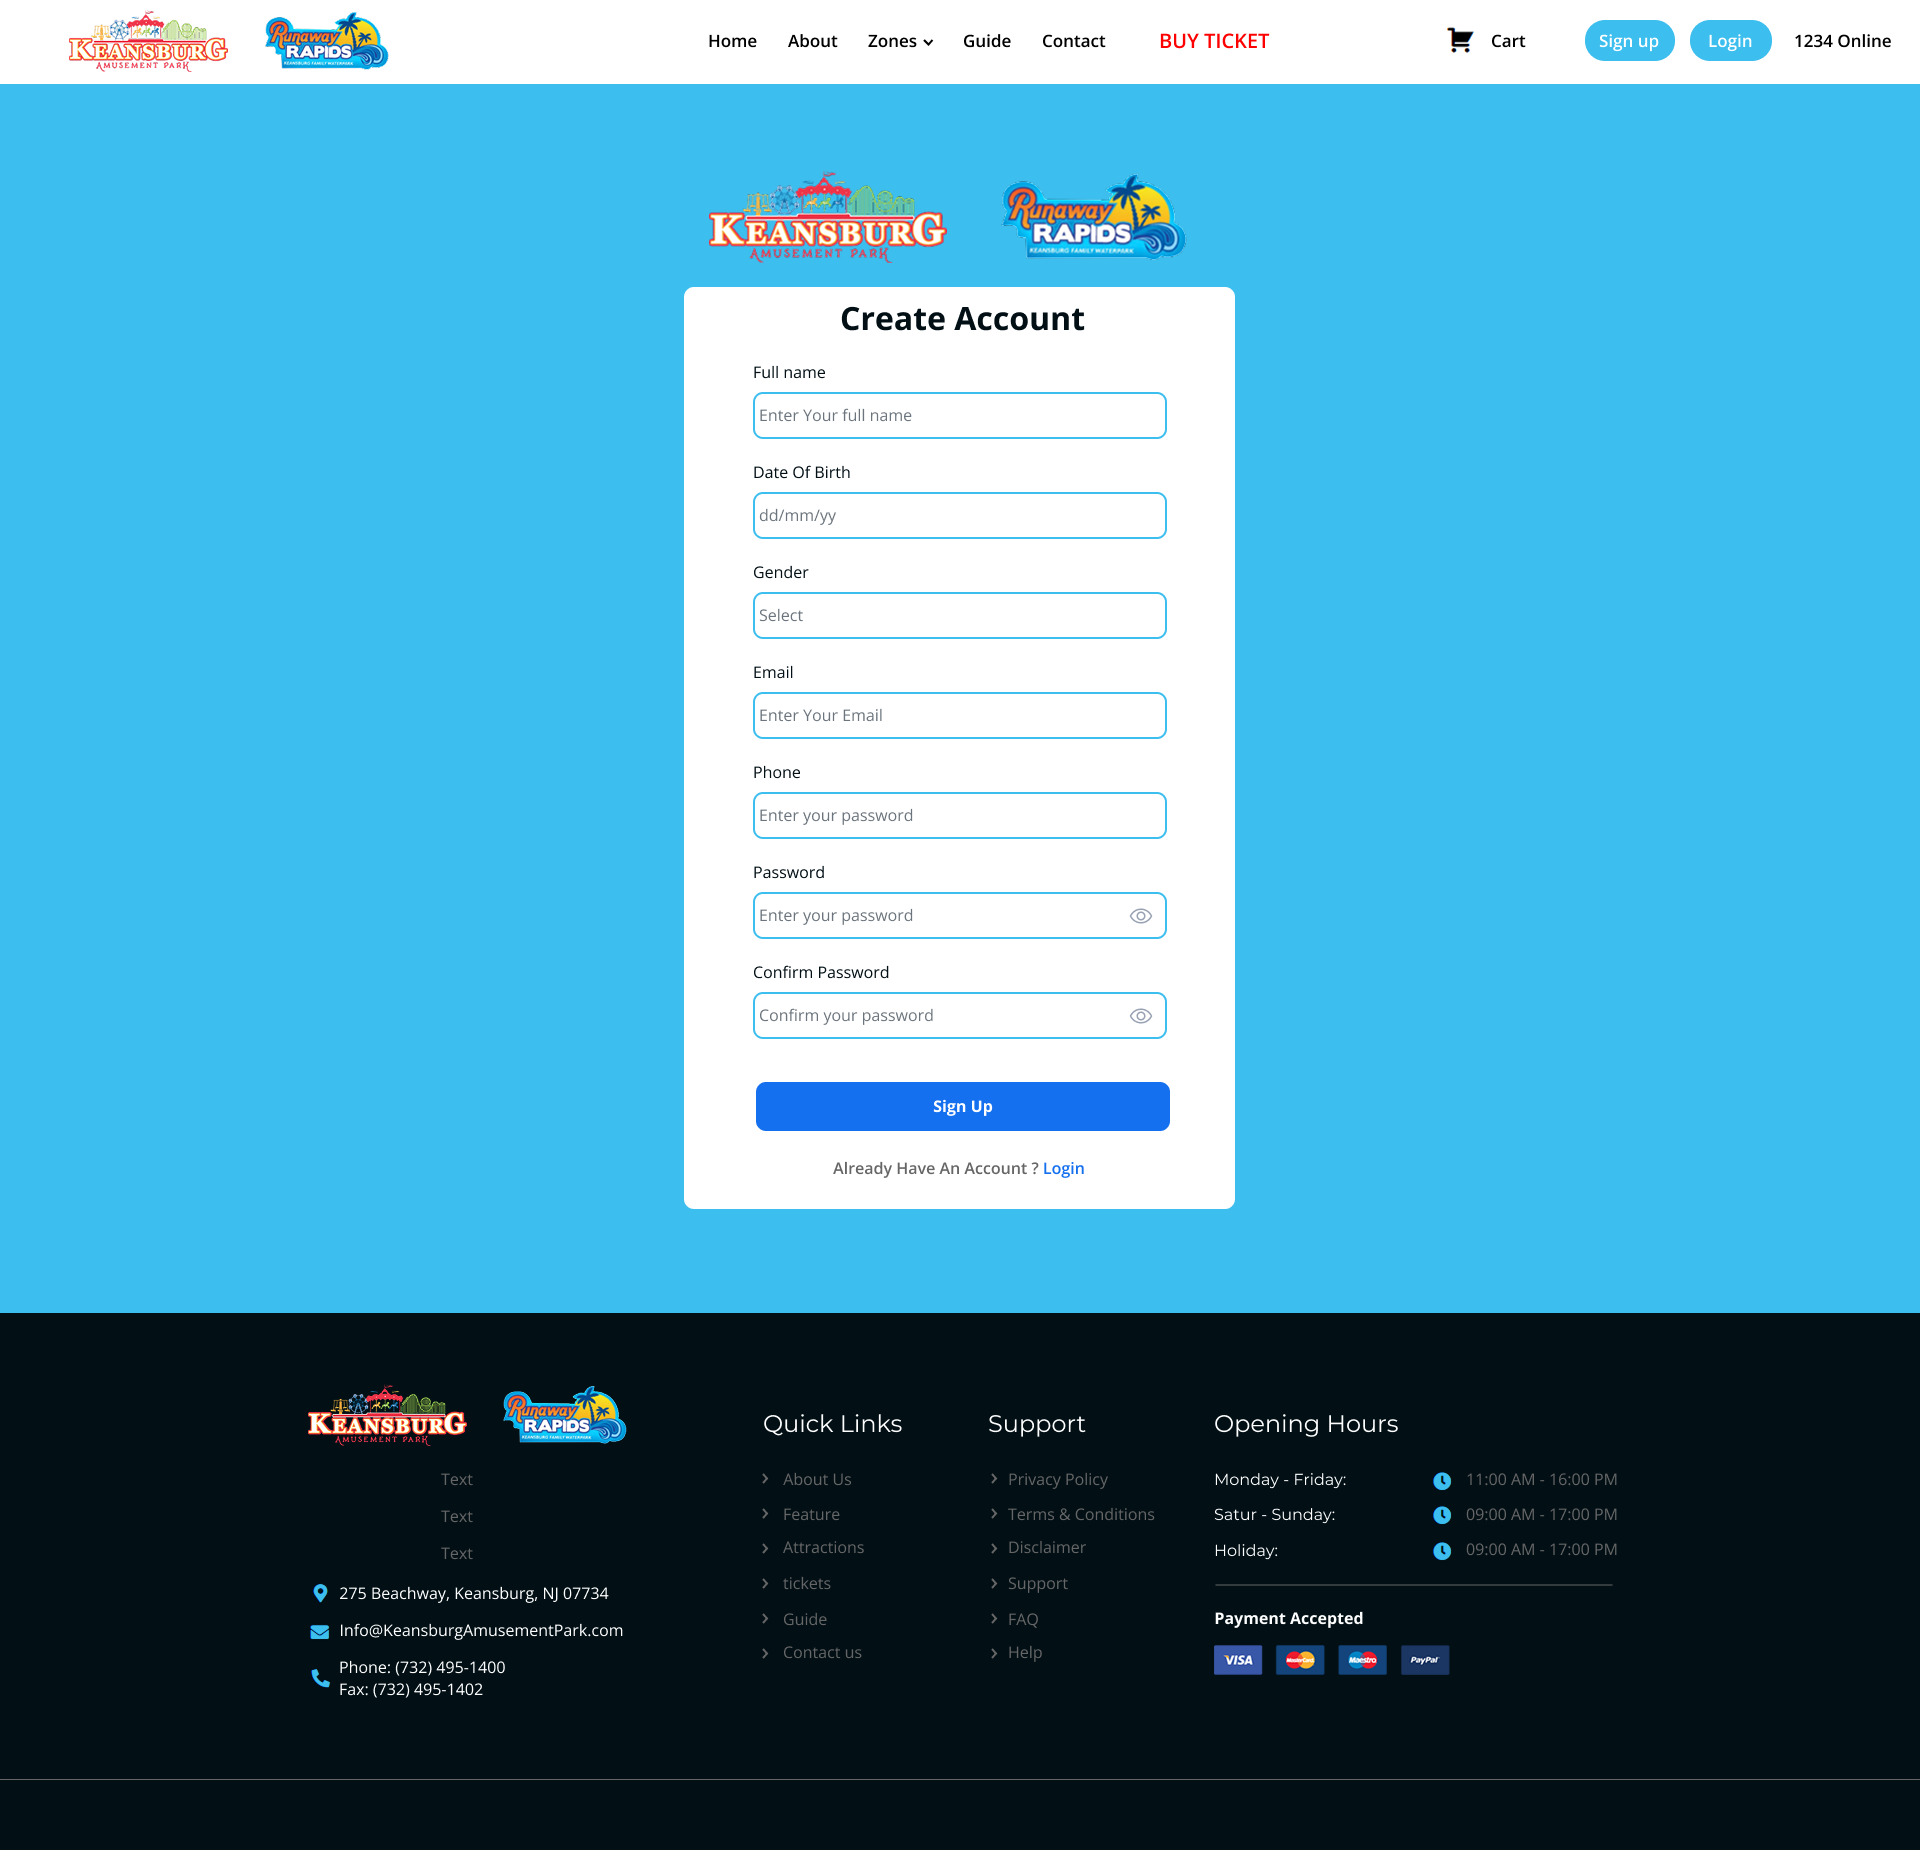 KEANSBURG
AMUSEMENT PARK
Runaway
RAPIDS
KEANSBURG FAMILY WATERPARK
Home
About
Zones
Guide
Contact
BUY TICKET
Cart
Sign up
Login
1234 Online
KEANSBURG
AMUSEMENT PARK
Runaway
RAPIDS
KEANSBURG FAMILY WATERPARK
Create Account
Full name
Enter Your full name
Date Of Birth
dd/mm/yy
Gender
Select
Email
Enter Your Email
Phone
Enter your password
Password
Enter your password
Confirm Password
Confirm your password
Sign Up
Already Have An Account ? Login
KEANSBURG
AMUSEMENT PARK
Runaway
RAPIDS
KEANSBURG FAMILY WATERPARK
Text
Text
Text
275 Beachway, Keansburg, NJ 07734
Info@KeansburgAmusementPark.com
Phone: (732) 495-1400
Fax: (732) 495-1402
Quick Links
About Us
Feature
Attractions
tickets
Guide
Contact us
Support
Privacy Policy
Terms & Conditions
Disclaimer
Support
FAQ
Help
Opening Hours
Monday - Friday: 11:00 AM - 16:00 PM
Satur - Sunday: 09:00 AM - 17:00 PM
Holiday: 09:00 AM - 17:00 PM
Payment Accepted
VISA
MasterCard
Maestro
PayPal